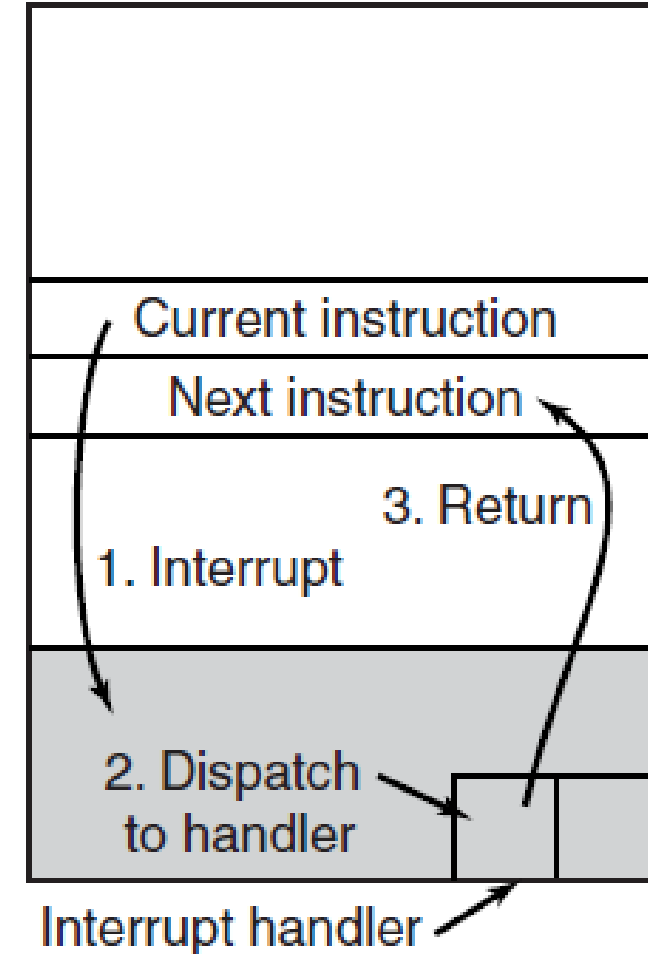 Current instruction
Next instruction
3. Return
1. Interrupt
2. Dispatch
to handler
Interrupt handler